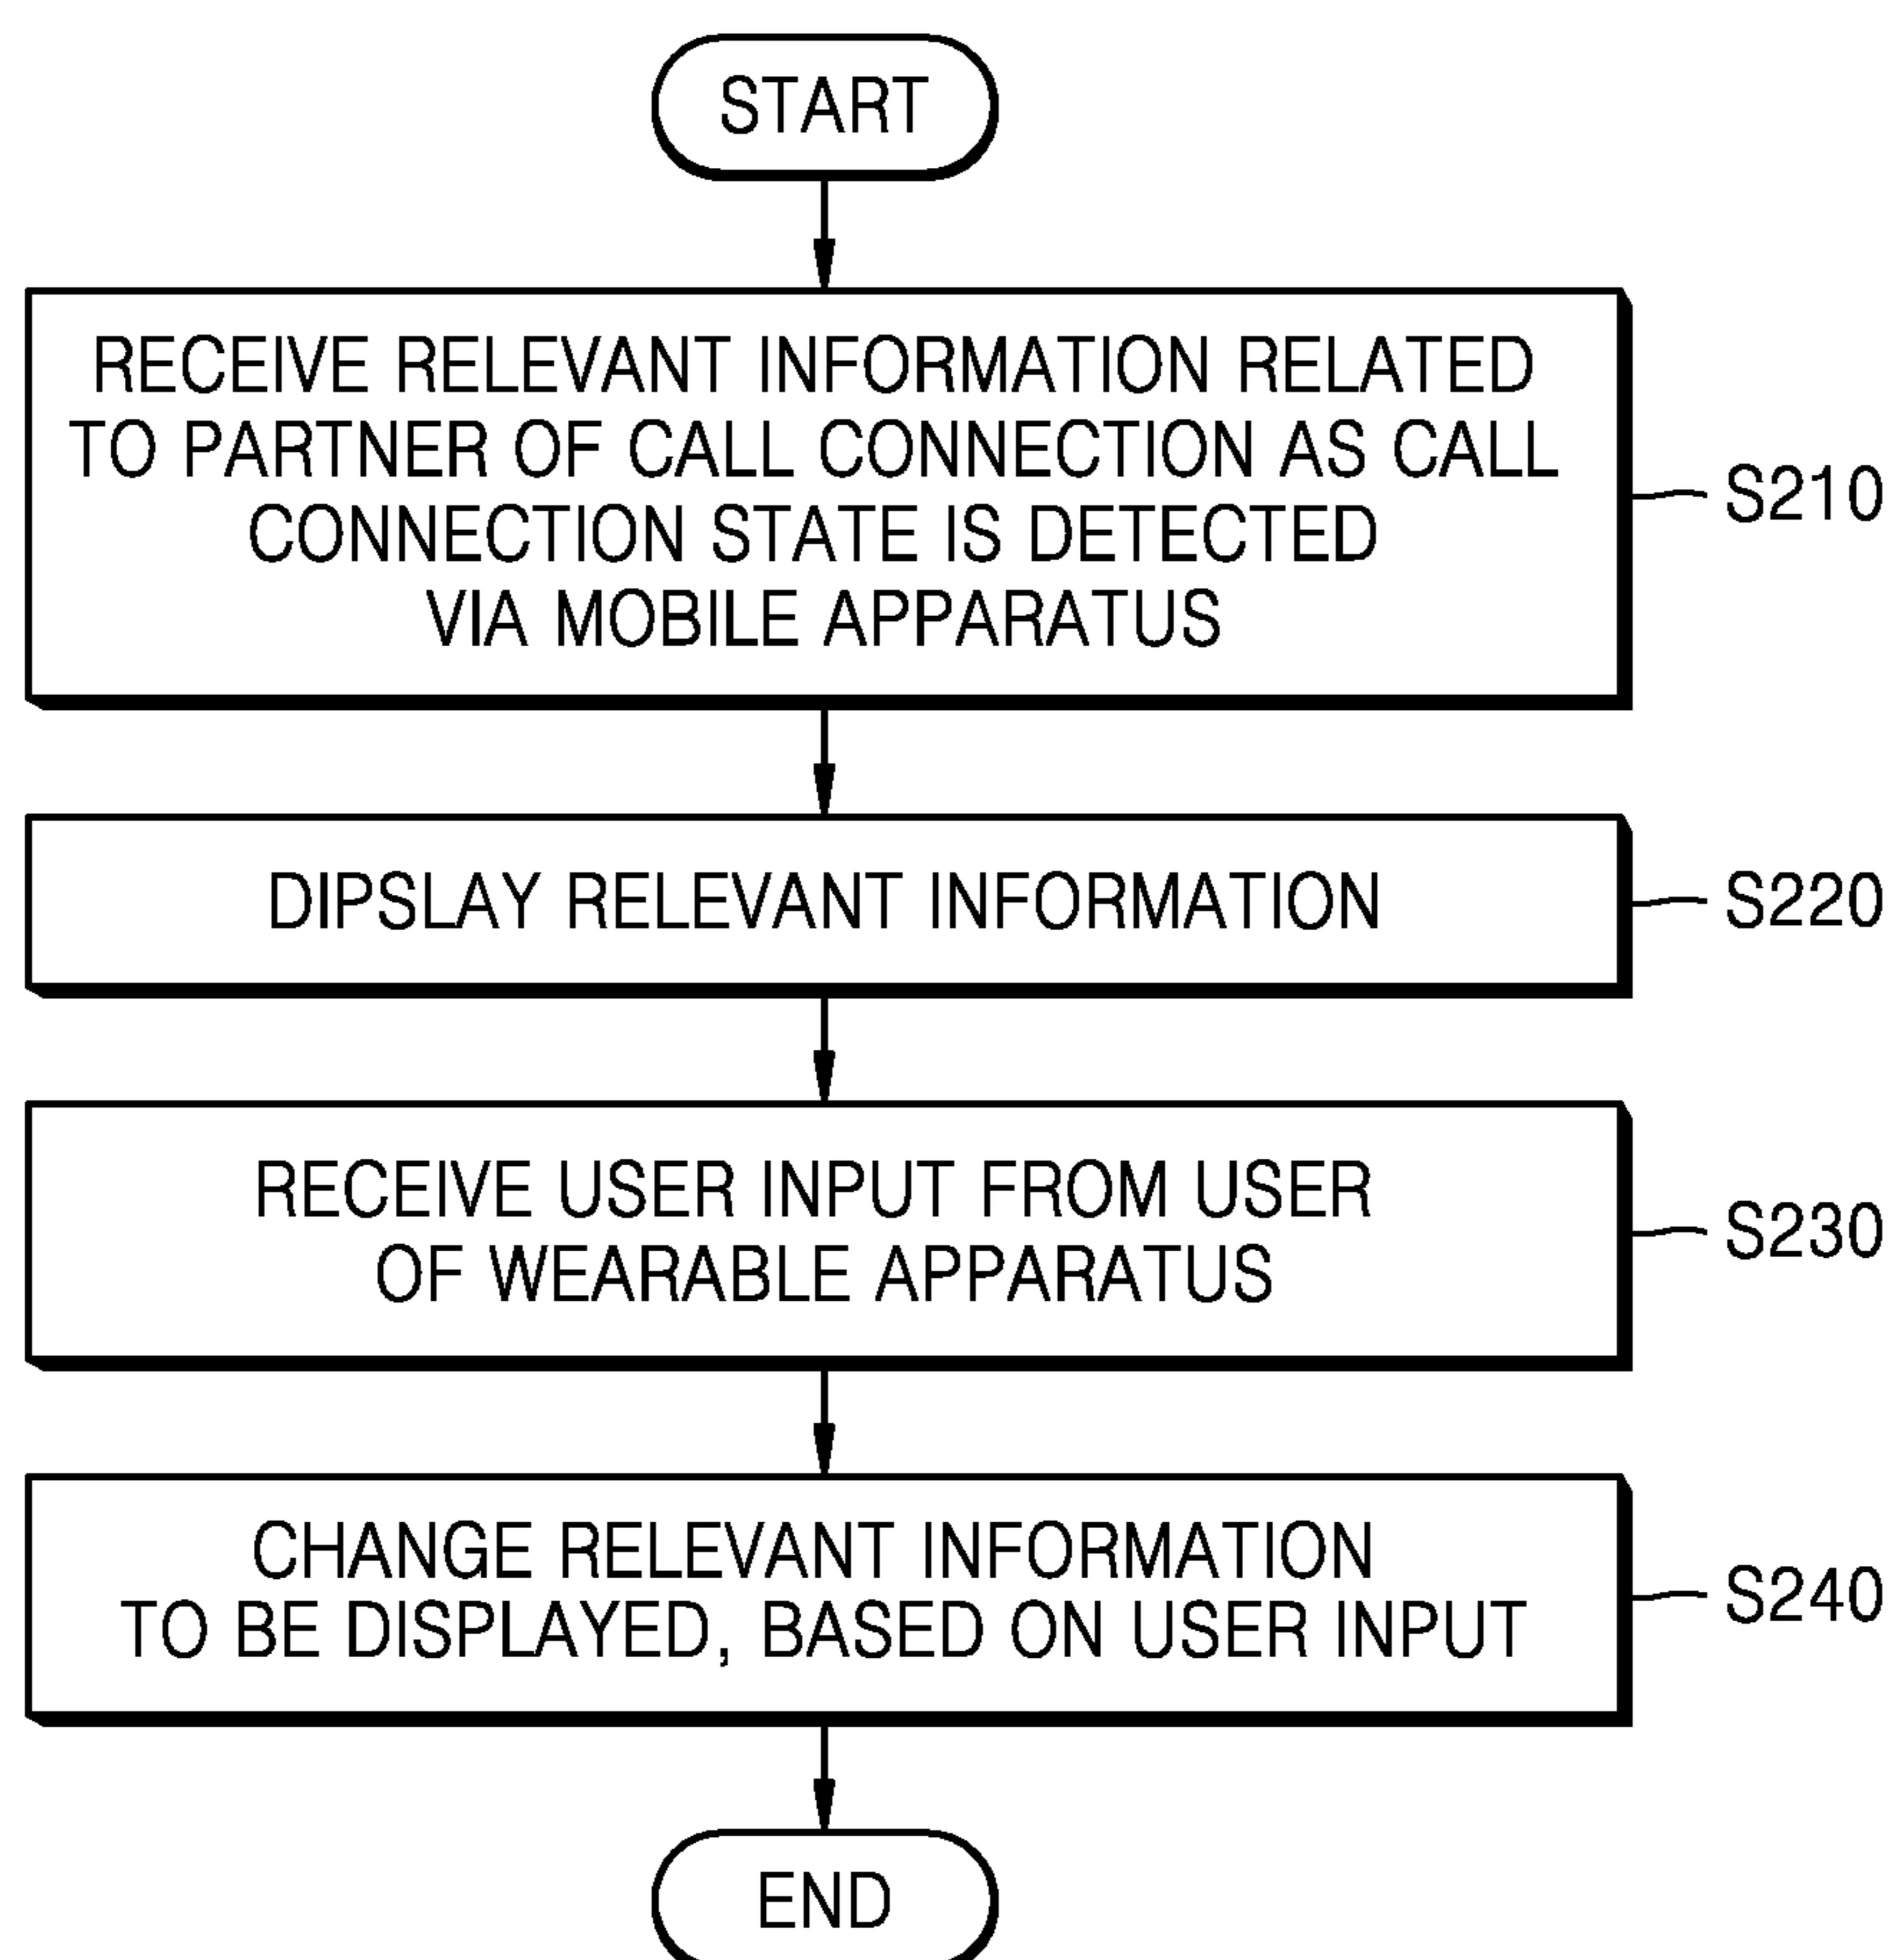 START
RECEIVE RELEVANT INFORMATION RELATED
TO PARTNER OF CALL CONNECTION AS CALL
CONNECTION STATE IS DETECTED
VIA MOBILE APPARATUS
S210
DIPSLAY RELEVANT INFORMATION
S220
RECEIVE USER INPUT FROM USER
OF WEARABLE APPARATUS
S230
CHANGE RELEVANT INFORMATION
TO BE DISPLAYED, BASED ON USER INPUT
S240
END